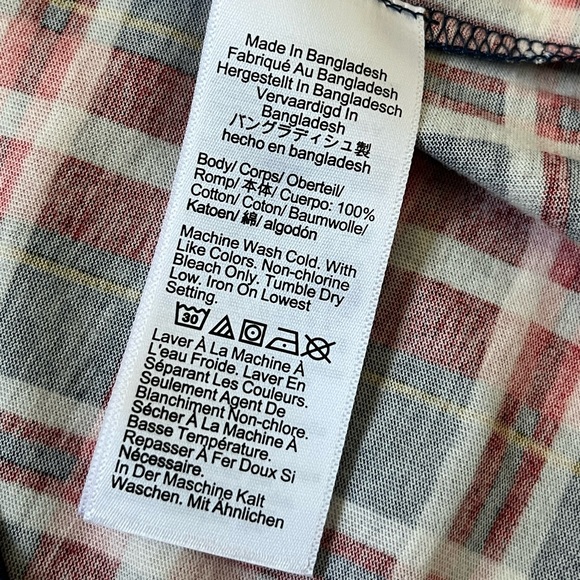 Made In Bangladesh
Fabriqué Au Bangladesh
Hergestellt In Bangladesch
Vervaardigd In
Bangladesh
バングラディシュ製
hecho en bangladesh
Body/ Corps/ Oberteil/
Romp/ 本体/ Cuerpo: 100%
Cotton/ Coton/ Baumwolle/
Katoen/ 綿/ algodón
Machine Wash Cold. With
Like Colors. Non-chlorine
Bleach Only. Tumble Dry
Low. Iron On Lowest
Setting.
30
Laver À La Machine À
L'eau Froide. Laver En
Séparant Les Couleurs.
Seulement Agent De
Blanchiment Non-chlore.
Sécher À La Machine À
Basse Température.
Repasser À Fer Doux Si
Nécessaire.
In Der Maschine Kalt
Waschen. Mit Ähnlichen